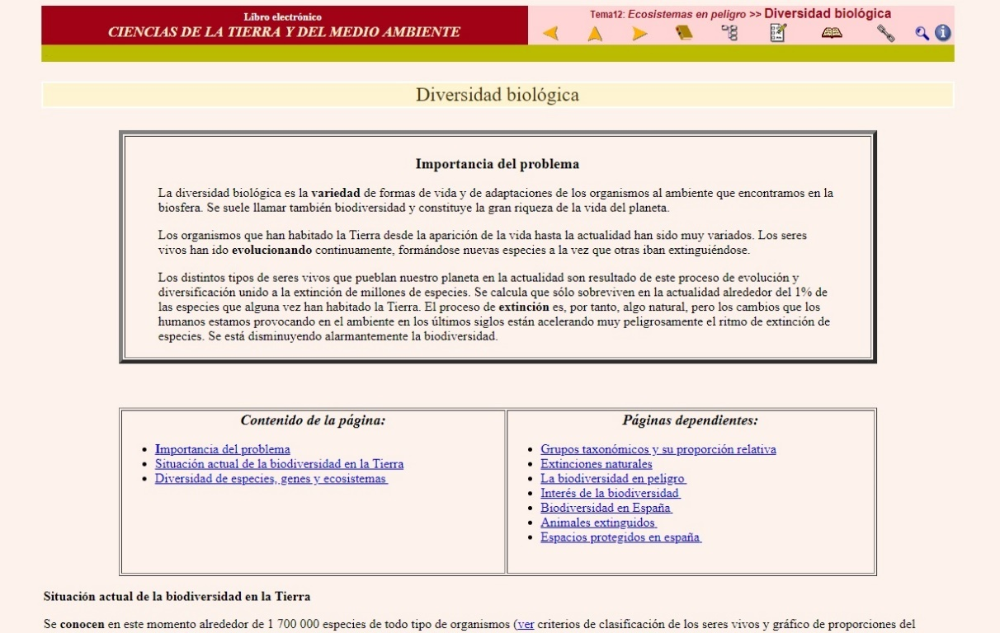 Libro electrónico
CIENCIAS DE LA TIERRA Y DEL MEDIO AMBIENTE
Tema12: Ecosistemas en peligro >> Diversidad biológica
Diversidad biológica
Importancia del problema
La diversidad biológica es la variedad de formas de vida y de adaptaciones de los organismos al ambiente que encontramos en la
biosfera. Se suele llamar también biodiversidad y constituye la gran riqueza de la vida del planeta.
Los organismos que han habitado la Tierra desde la aparición de la vida hasta la actualidad han sido muy variados. Los seres
vivos han ido evolucionando continuamente, formándose nuevas especies a la vez que otras iban extinguiéndose.
Los distintos tipos de seres vivos que pueblan nuestro planeta en la actualidad son resultado de este proceso de evolución y
diversificación unido a la extinción de millones de especies. Se calcula que sólo sobreviven en la actualidad alrededor del 1% de
las especies que alguna vez han habitado la Tierra. El proceso de extinción es, por tanto, algo natural, pero los cambios que los
humanos estamos provocando en el ambiente en los últimos siglos están acelerando muy peligrosamente el ritmo de extinción de
especies. Se está disminuyendo alarmantemente la biodiversidad.
Contenido de la página:
Importancia del problema
Situación actual de la biodiversidad en la Tierra
Diversidad de especies, genes y ecosistemas
Páginas dependientes:
Grupos taxonómicos y su proporción relativa
Extinciones naturales
La biodiversidad en peligro
Interés de la biodiversidad
Biodiversidad en España
Animales extinguidos
Espacios protegidos en españa
Situación actual de la biodiversidad en la Tierra
Se conocen en este momento alrededor de 1 700 000 especies de todo tipo de organismos (ver criterios de clasificación de los seres vivos y gráfico de proporciones del